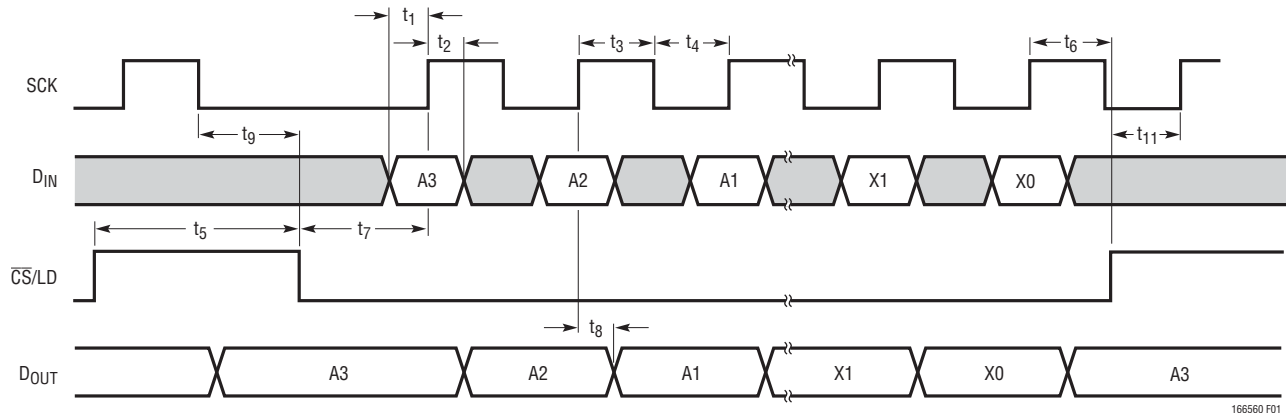 t1
t2
t3
t4
t6
SCK
t9
t11
DIN
A3
A2
A1
X1
X0
t5
t7
C̅S̅/LD
t8
DOUT
A3
A2
A1
X1
X0
A3
166560 F01